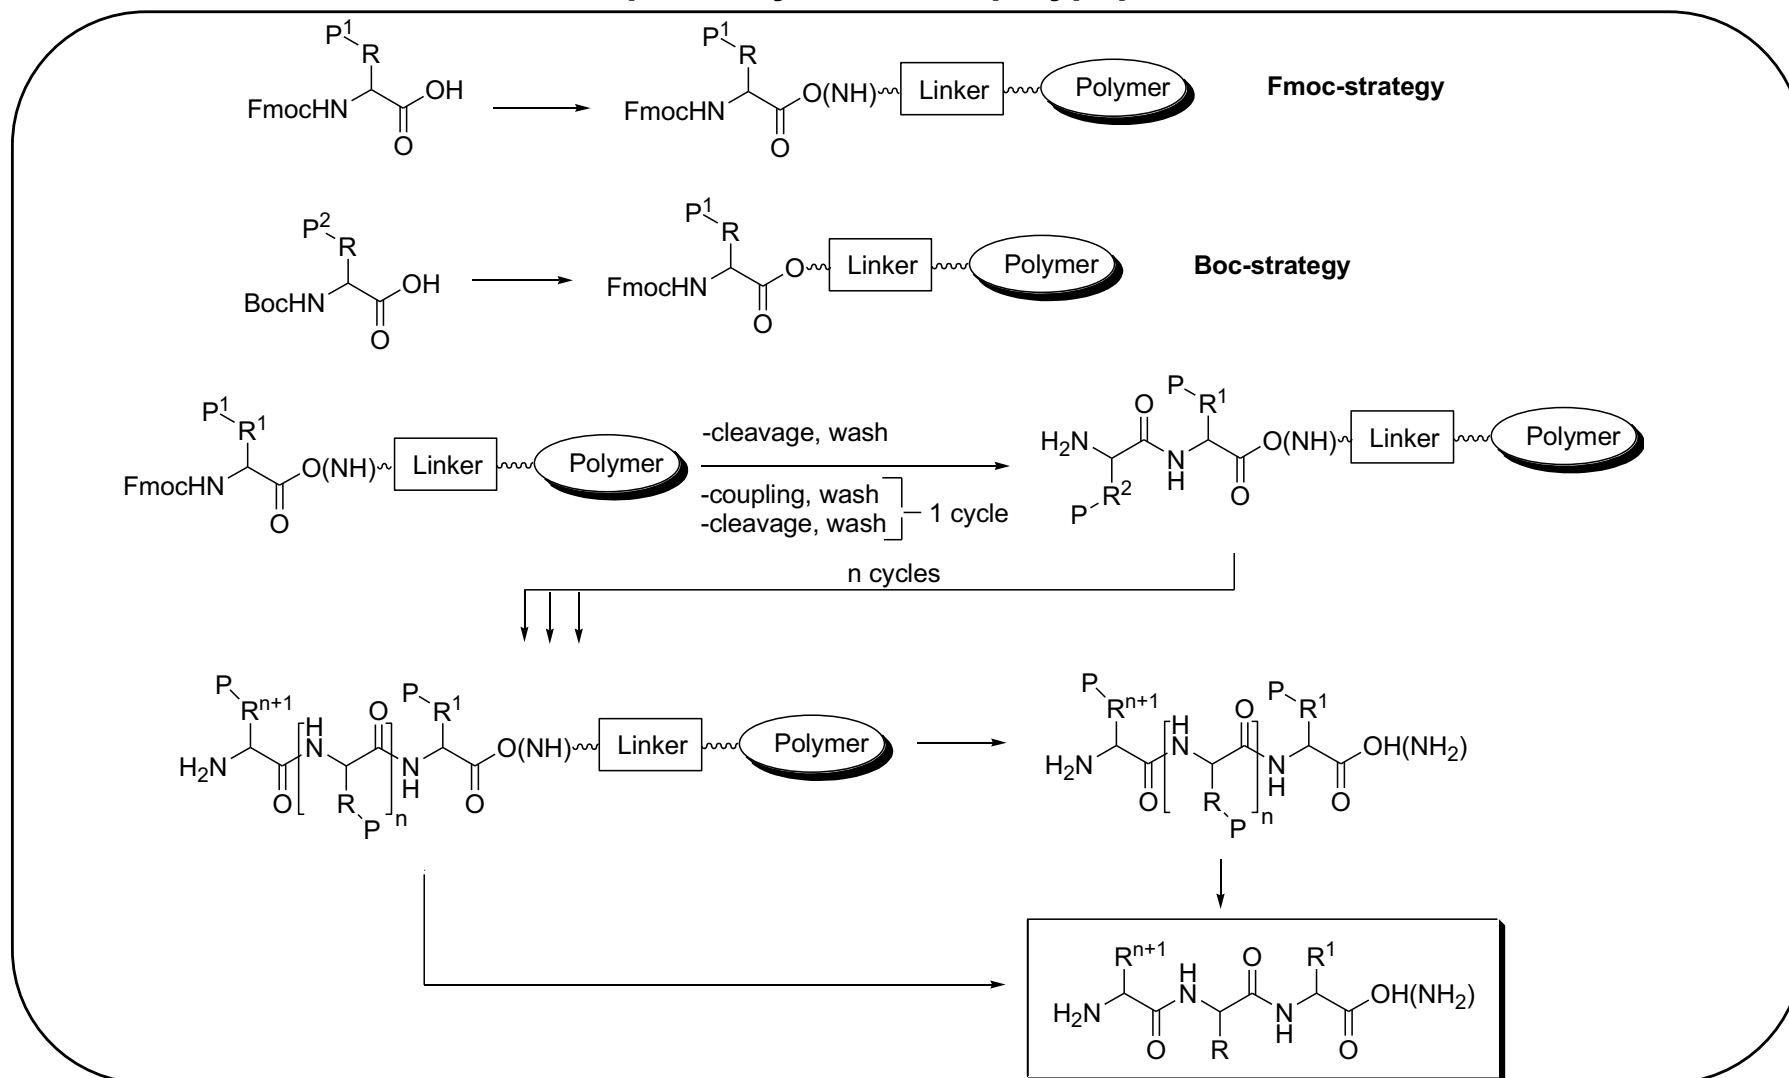 P¹
R
FmocHN
OH
O
P¹
R
FmocHN
O
O(NH)
Linker
Polymer
Fmoc-strategy
P²
R
BocHN
OH
O
P¹
R
FmocHN
O
O
Linker
Polymer
Boc-strategy
P¹
R¹
FmocHN
O
O(NH)
Linker
Polymer
-cleavage, wash
-coupling, wash
-cleavage, wash
1 cycle
H₂N
P
R²
O
N
H
P
R¹
O
O(NH)
Linker
Polymer
n cycles
P
Rⁿ⁺¹
H₂N
O
H
N
R
P
O
n
N
H
P
R¹
O
O(NH)
Linker
Polymer
P
Rⁿ⁺¹
H₂N
O
H
N
R
P
O
n
N
H
P
R¹
O
OH(NH₂)
Rⁿ⁺¹
H₂N
O
H
N
R
O
N
H
R¹
O
OH(NH₂)